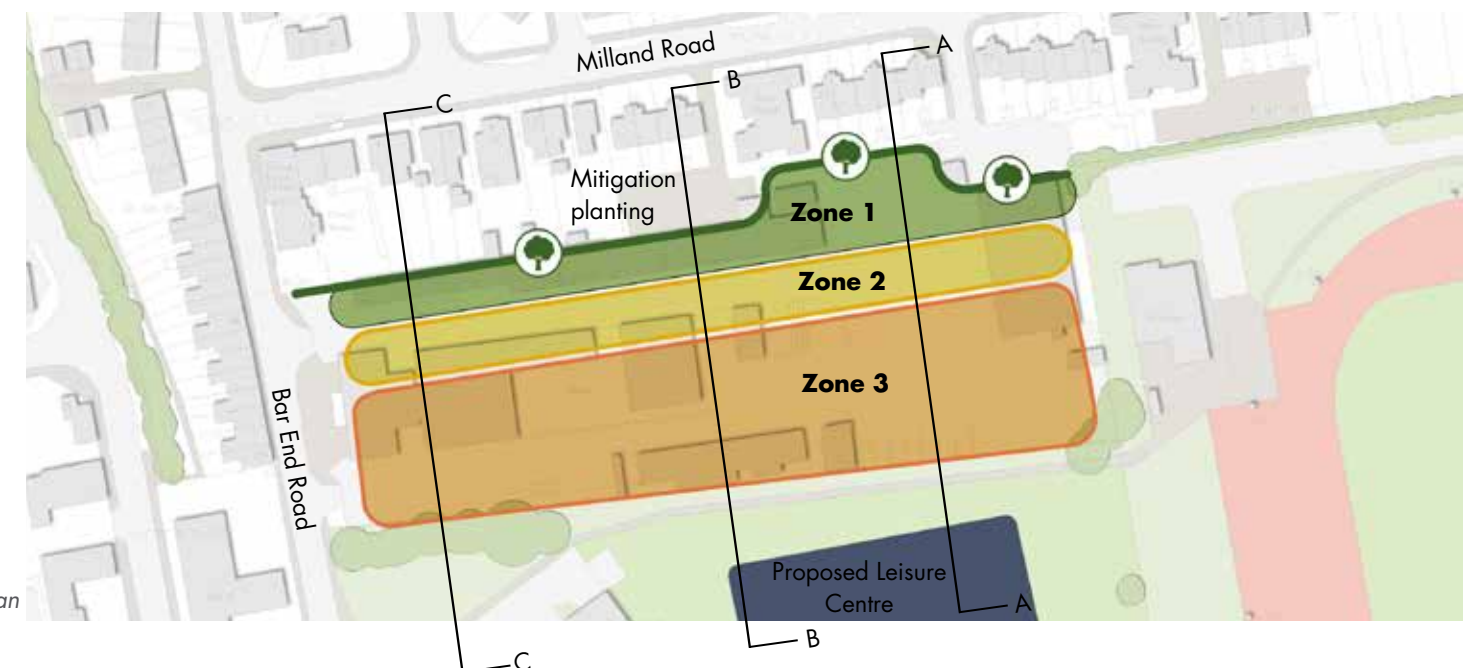 Milland Road
A
B
C
Mitigation
planting
Zone 1
Zone 2
Zone 3
Bar End Road
Proposed Leisure
Centre
A
B
C
an